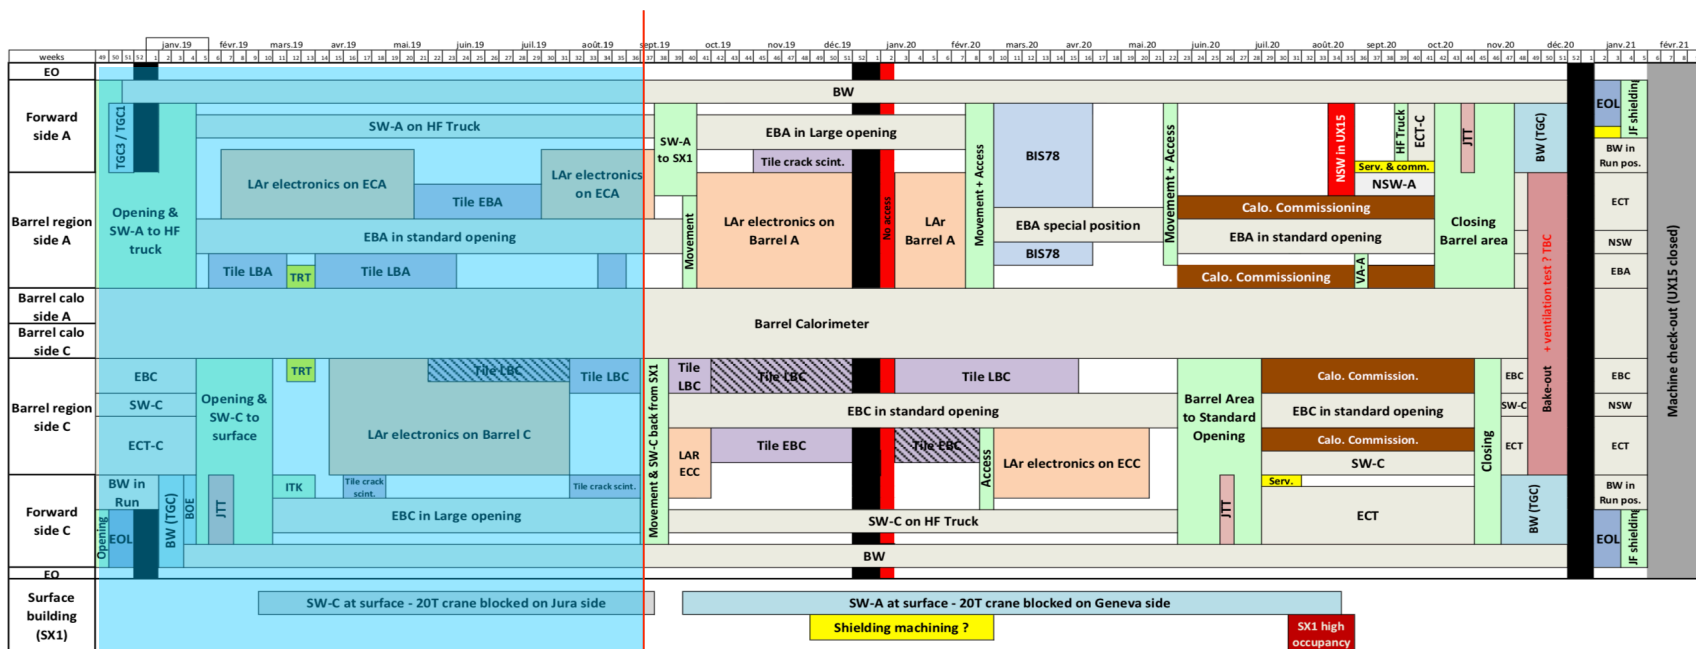 janv.19 févr.19 mars.19 avr.19 mai.19 juin.19 juil.19 août.19 sept.19 oct.19 nov.19 déc.19 janv.20 févr.20 mars.20 avr.20 mai.20 juin.20 juil.20 août.20 sept.20 oct.20 nov.20 déc.20 janv.21 févr.21
weeks
EO
Forward
side A
TGC3 / TGC1
BW
SW-A on HF Truck
SW-A
to SX1
EBA in Large opening
Tile crack scint.
Movement + Access
BIS78
Movememt + Access
NSW in UX15
HF Truck
ECT-C
Serv. & comm.
NSW-A
JTT
BW (TGC)
EOL
JF shielding
BW in
Run pos.
Barrel region
side A
Opening &
SW-A to HF
truck
LAr electronics on ECA
Tile EBA
LAr electronics
on ECA
EBA in standard opening
Tile LBA
TRT
Tile LBA
Movement
LAr electronics on
Barrel A
No access
LAr
Barrel A
EBA special position
BIS78
Calo. Commissioning
EBA in standard opening
Calo. Commissioning
VA-A
Closing
Barrel area
Bake-out + ventilation test ? TBC
ECT
NSW
EBA
Machine check-out (UX15 closed)
Barrel calo
side A
Barrel calo
side C
Barrel Calorimeter
Barrel region
side C
EBC
SW-C
ECT-C
Opening &
SW-C to
surface
TRT
LAr electronics on Barrel C
Tile LBC
Tile LBC
Movement & SW-C back from SX1
Tile
LBC
Tile LBC
Tile LBC
EBC in standard opening
LAR
ECC
Tile EBC
Tile EBC
Access
LAr electronics on ECC
Barrel Area
to Standard
Opening
Calo. Commission.
EBC in standard opening
Calo. Commission.
SW-C
Closing
EBC
SW-C
ECT
EBC
NSW
ECT
Forward
side C
Opening
BW in
Run
EOL
BW (TGC)
BOE
JTT
ITK
Tile crack
scint.
Tile crack scint.
EBC in Large opening
SW-C on HF Truck
JTT
Serv.
ECT
BW (TGC)
BW in
Run pos.
EOL
JF shielding
BW
EO
Surface
building
(SX1)
SW-C at surface - 20T crane blocked on Jura side
SW-A at surface - 20T crane blocked on Geneva side
Shielding machining ?
SX1 high
occupancy